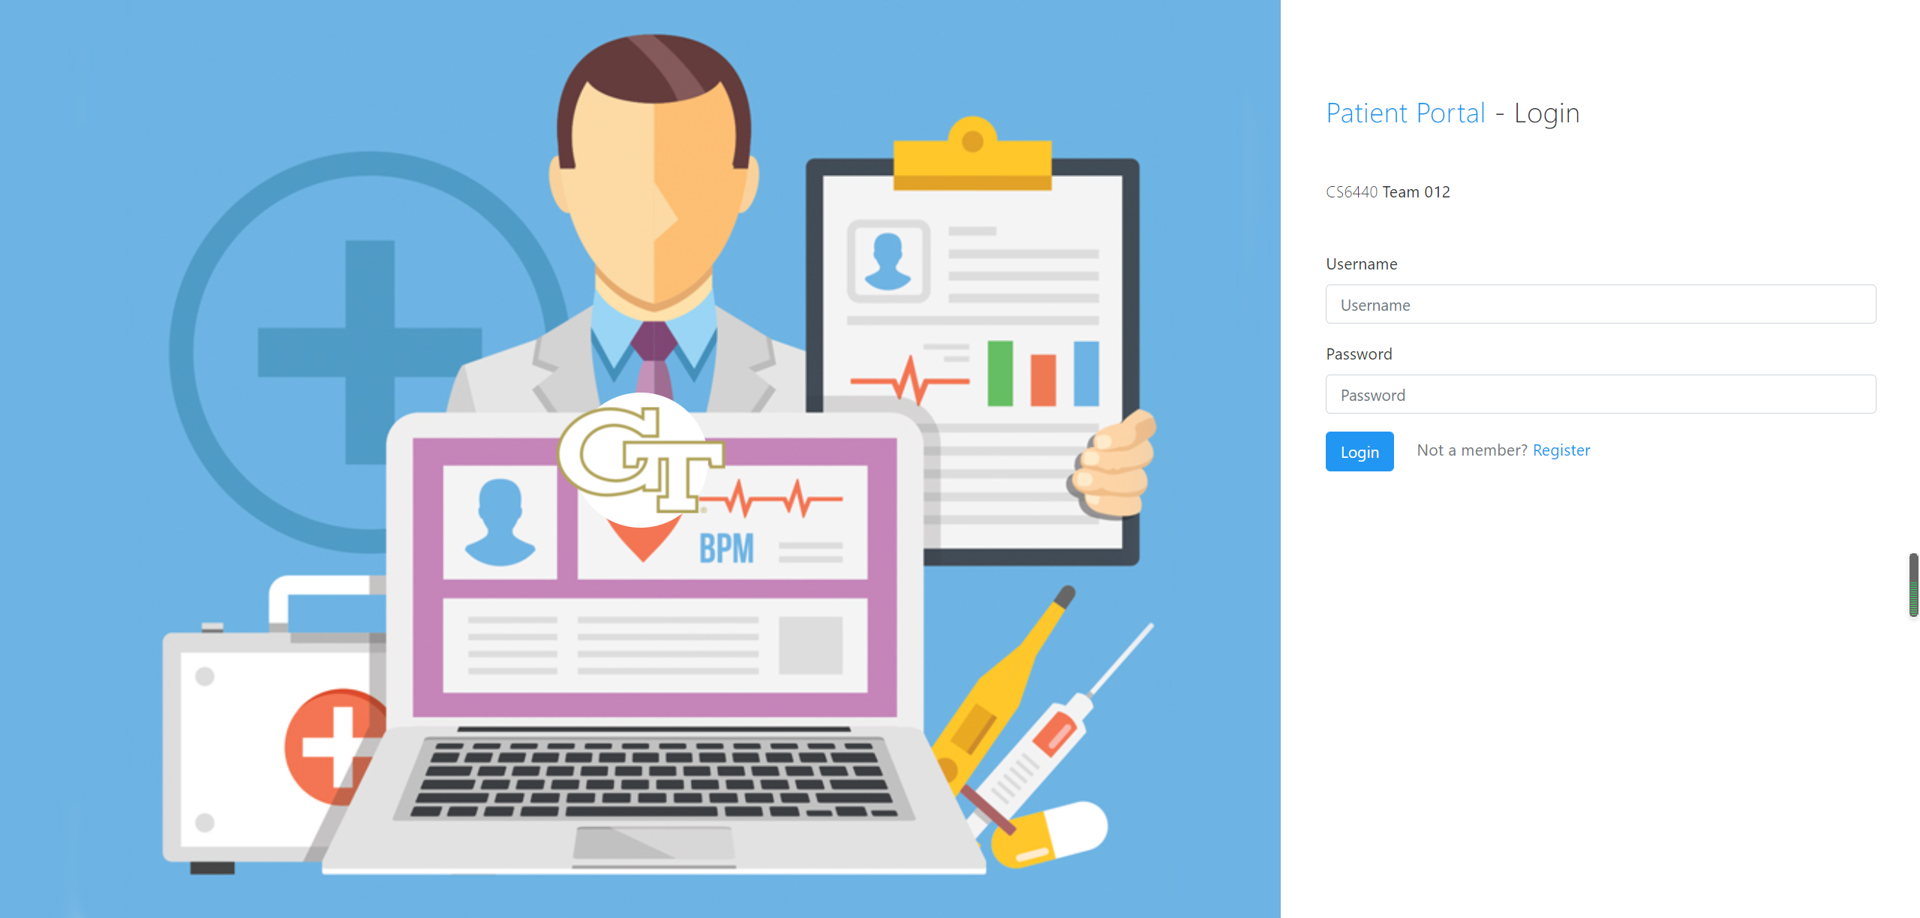 Patient Portal - Login
CS6440 Team 012
Username
Username
Password
Password
Login
Not a member? Register
GT
BPM